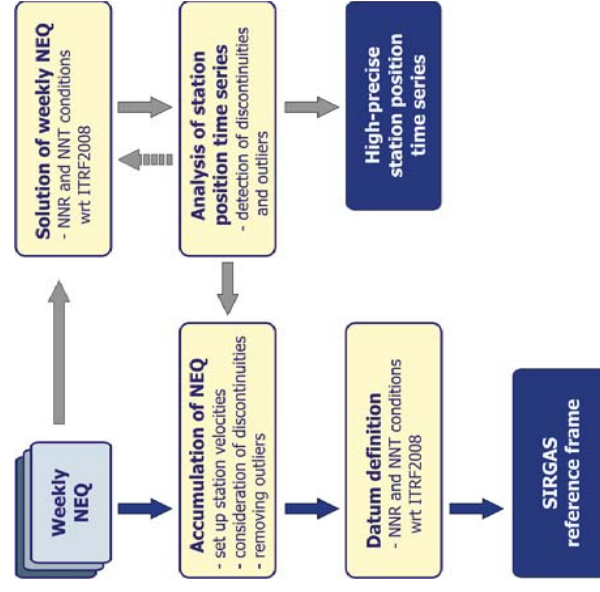 Weekly
NEQ
Solution of weekly NEQ
- NNR and NNT conditions
wrt ITRF2008
Accumulation of NEQ
- set up station velocities
- consideration of discontinuities
- removing outliers
Analysis of station
position time series
- detection of discontinuities
and outliers
Datum definition
- NNR and NNT conditions
wrt ITRF2008
High-precise
station position
time series
SIRGAS
reference frame